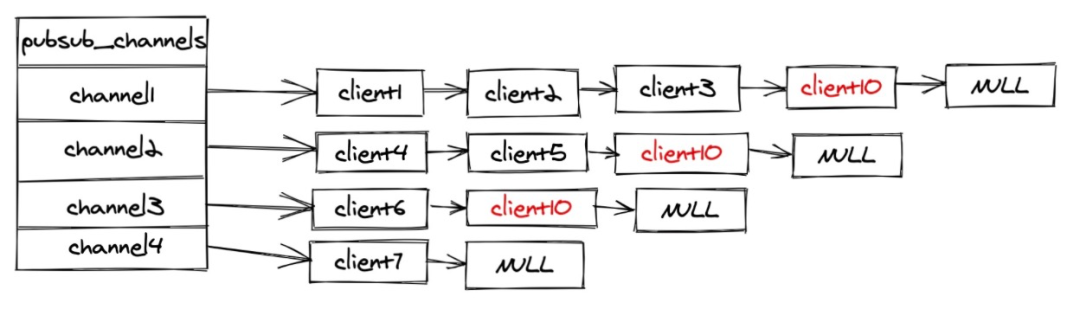 pubsub_channels
channel1 client1 client2 client3 client10 NULL
channel2 client4 client5 client10 NULL
channel3 client6 client10 NULL
channel4 client7 NULL